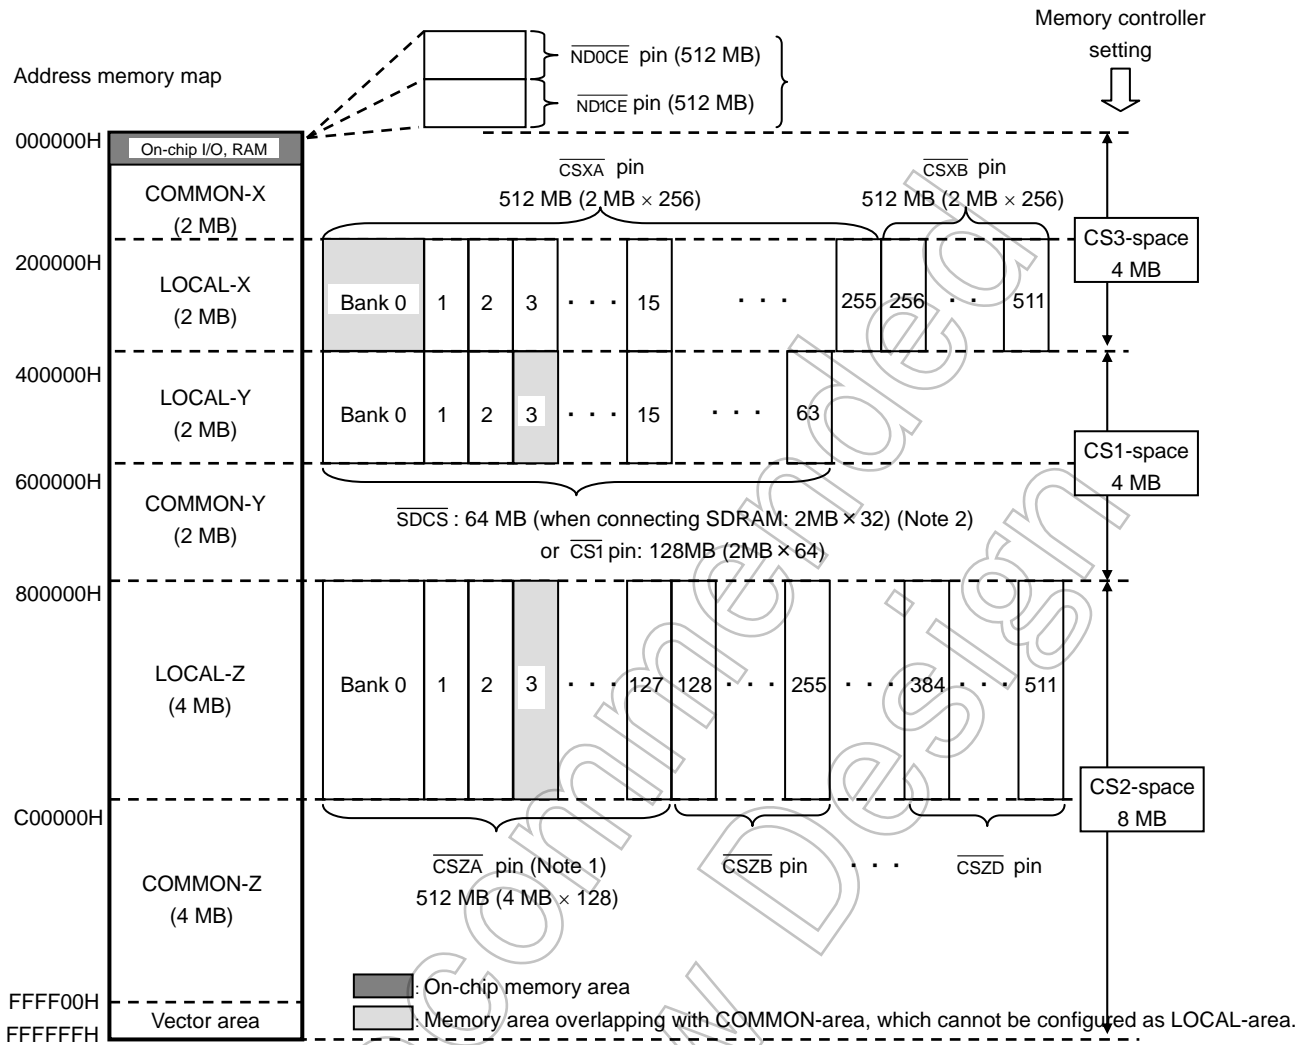 Memory controller
setting
ND0CE pin (512 MB)
Address memory map
ND1CE pin (512 MB)
000000H
On-chip I/O, RAM
CSXA pin
512 MB (2 MB × 256)
CSXB pin
512 MB (2 MB × 256)
COMMON-X
(2 MB)
CS3-space
4 MB
200000H
LOCAL-X
(2 MB)
Bank 0 1 2 3 · · · 15 · · · 255 256 · · 511
400000H
LOCAL-Y
(2 MB)
Bank 0 1 2 3 · · · 15 · · · 63
CS1-space
4 MB
600000H
COMMON-Y
(2 MB)
SDCS : 64 MB (when connecting SDRAM: 2MB × 32) (Note 2)
or CS1 pin: 128MB (2MB × 64)
800000H
LOCAL-Z
(4 MB)
Bank 0 1 2 3 · · · 127 128 · · · 255 · · · 384 · · · 511
CS2-space
8 MB
C00000H
CSZA pin (Note 1)
512 MB (4 MB × 128)
CSZB pin · · · CSZD pin
COMMON-Z
(4 MB)
: On-chip memory area
FFFF00H
Vector area
: Memory area overlapping with COMMON-area, which cannot be configured as LOCAL-area.
FFFFFFH
commended
w Design